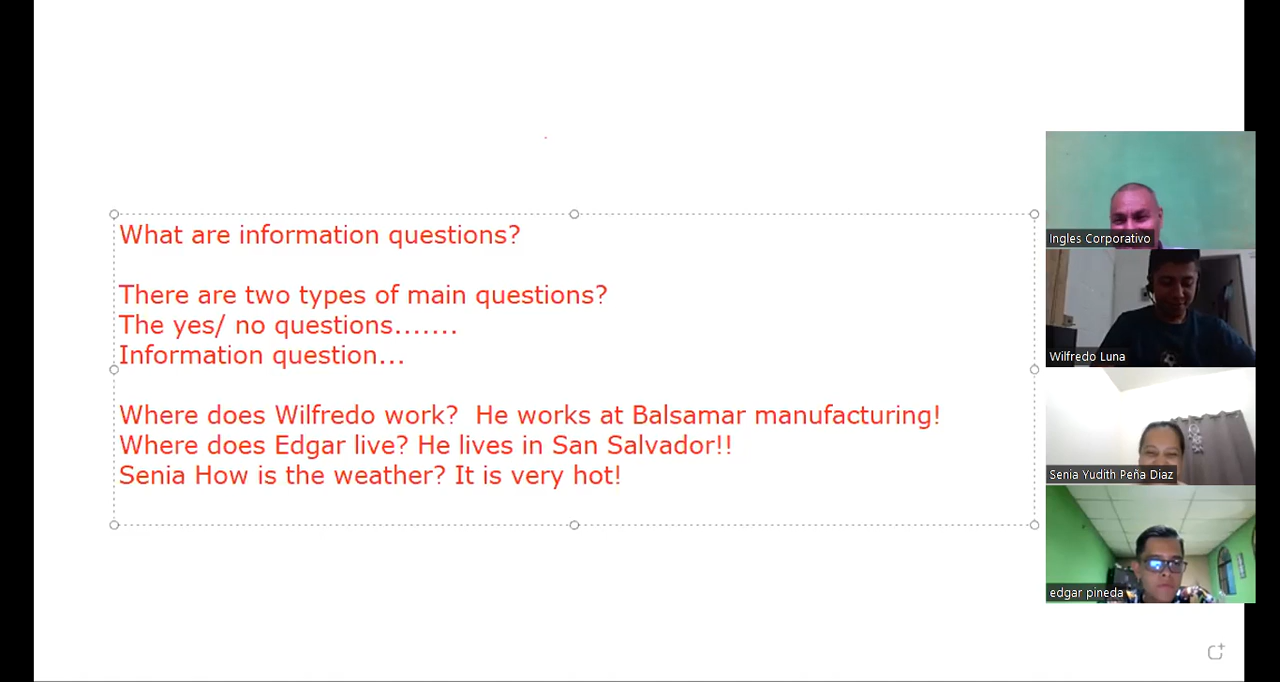 What are information questions?
There are two types of main questions?
The yes/ no questions.......
Information question...
Where does Wilfredo work?  He works at Balsamar manufacturing!
Where does Edgar live? He lives in San Salvador!!
Senia How is the weather? It is very hot!
Ingles Corporativo
Wilfredo Luna
Senia Yudith Peña Diaz
edgar pineda